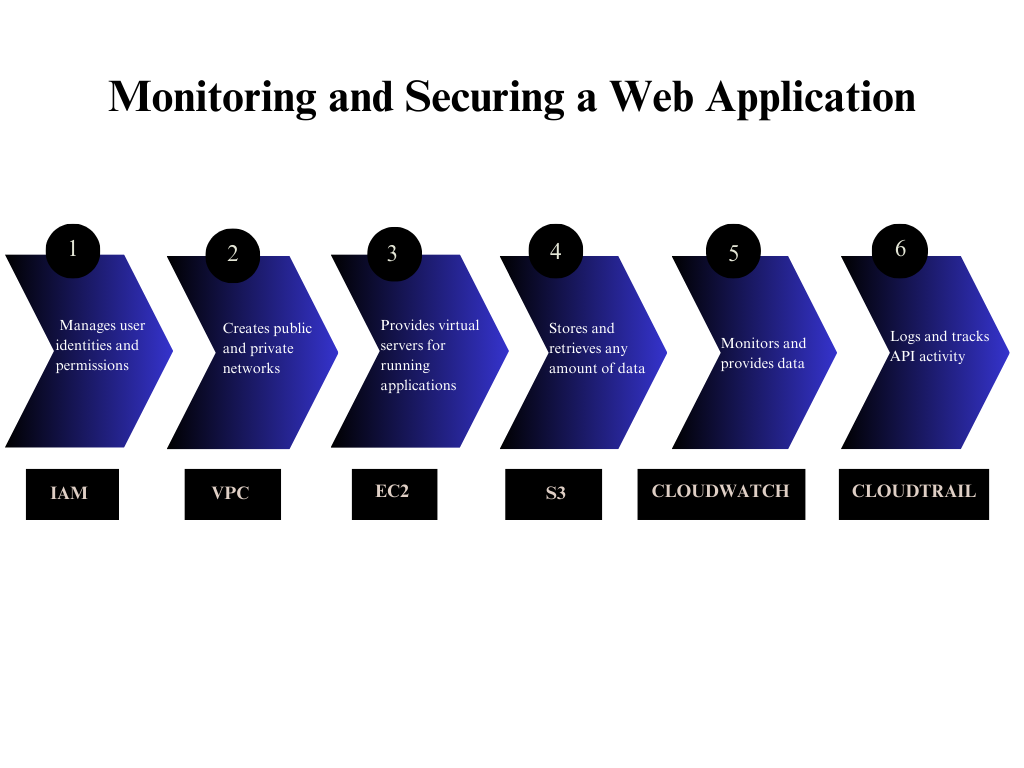 Monitoring and Securing a Web Application
1
Manages user
identities and
permissions
IAM
2
Creates public
and private
networks
VPC
3
Provides virtual
servers for
running
applications
EC2
4
Stores and
retrieves any
amount of data
S3
5
Monitors and
provides data
CLOUDWATCH
6
Logs and tracks
API activity
CLOUDTRAIL